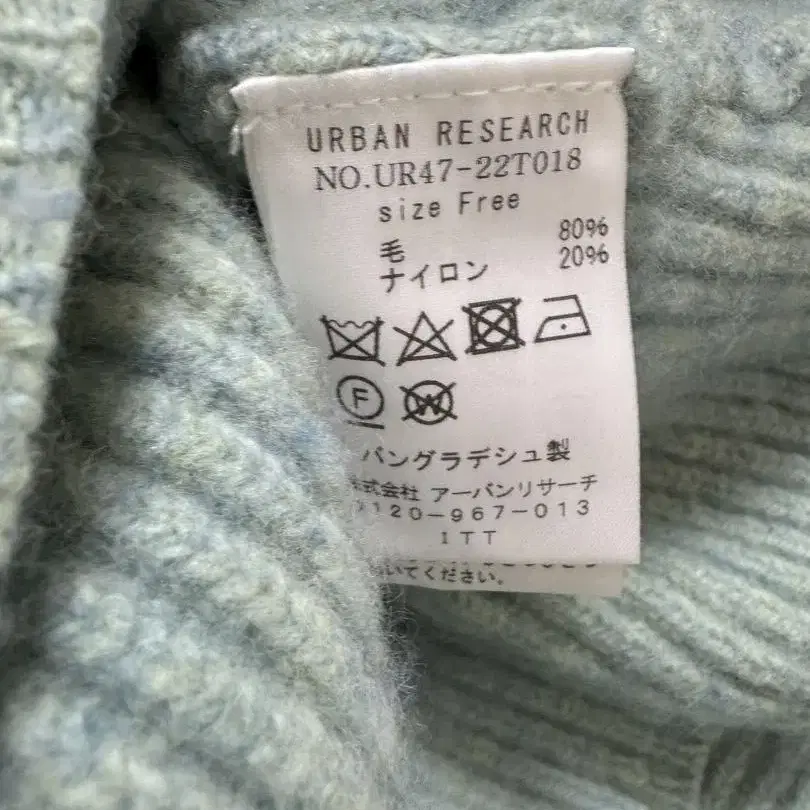 URBAN RESEARCH
NO.UR47-22T018
size Free
毛 80%
ナイロン 20%
F
W
バングラデシュ製
式会社 アーバンリサーチ
120-967-013
ITT
いてください。